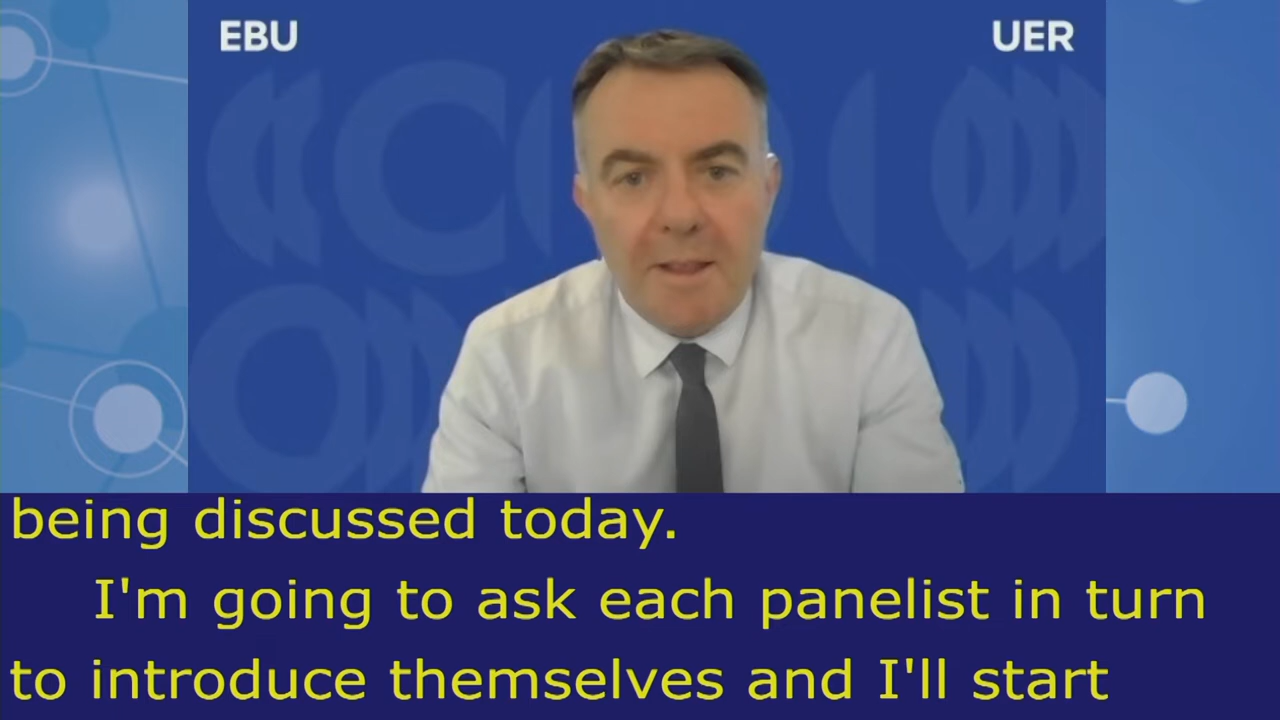 EBU
UER
being discussed today.
I'm going to ask each panelist in turn
to introduce themselves and I'll start